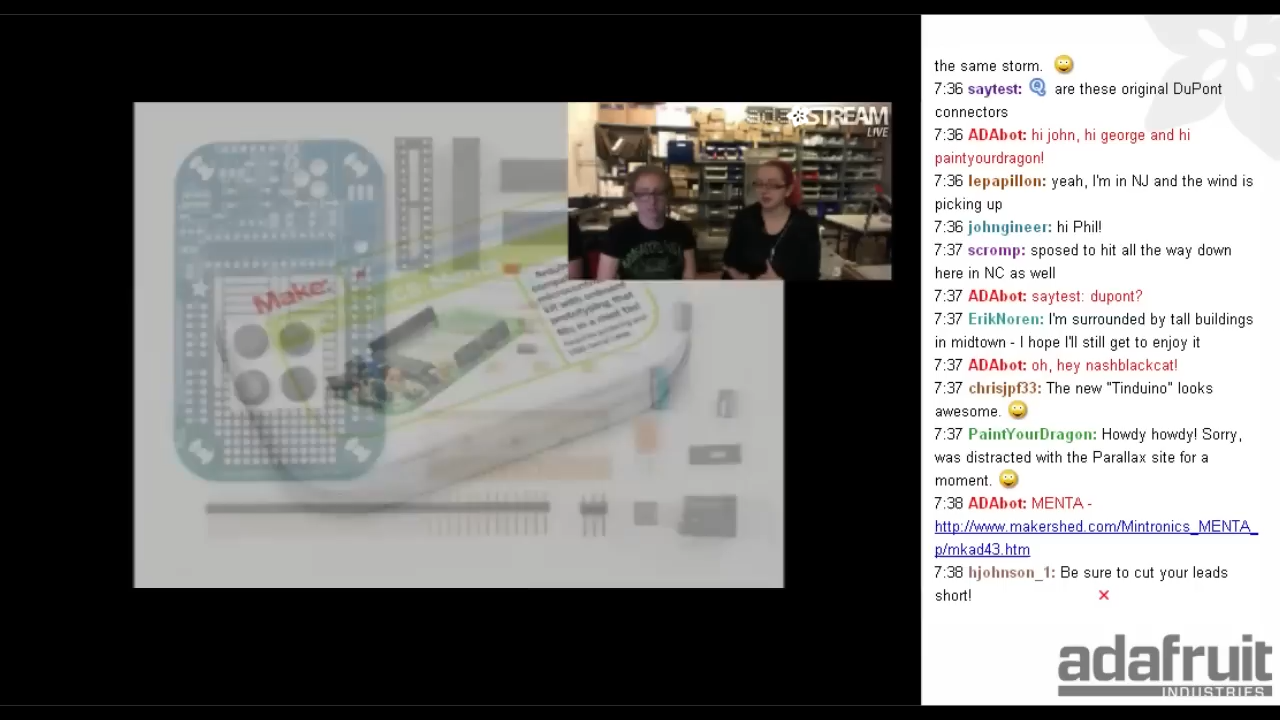 STREAM
LIVE
Make:
the same storm.
7:36 saytest: are these original DuPont
connectors
7:36 ADAbot: hi john, hi george and hi
paintyourdragon!
7:36 lepapillon: yeah, I'm in NJ and the wind is
picking up
7:36 johngineer: hi Phil!
7:37 scromp: sposed to hit all the way down
here in NC as well
7:37 ADAbot: saytest: dupont?
7:37 ErikNoren: I'm surrounded by tall buildings
in midtown - I hope I'll still get to enjoy it
7:37 ADAbot: oh, hey nashblackcat!
7:37 chrisjpf33: The new "Tinduino" looks
awesome.
7:37 PaintYourDragon: Howdy howdy! Sorry,
was distracted with the Parallax site for a
moment.
7:38 ADAbot: MENTA -
http://www.makershed.com/Mintronics_MENTA_
p/mkad43.htm
7:38 hjohnson_1: Be sure to cut your leads
short!
adafruit
INDUSTRIES